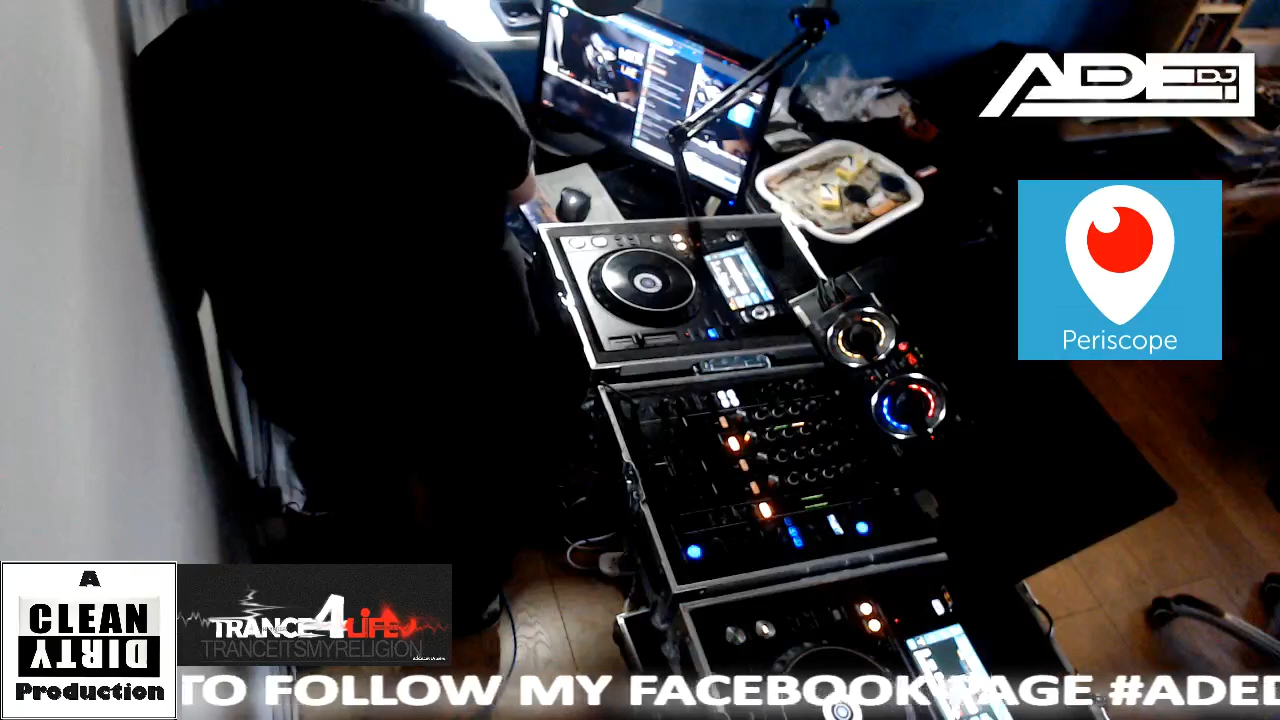 ADE DJ
Periscope
A
CLEAN
DIRTY
Production
TRANCE4LIFE
TRANCEITSMYRELIGION
TO FOLLOW MY FACEBOOK PAGE #ADED